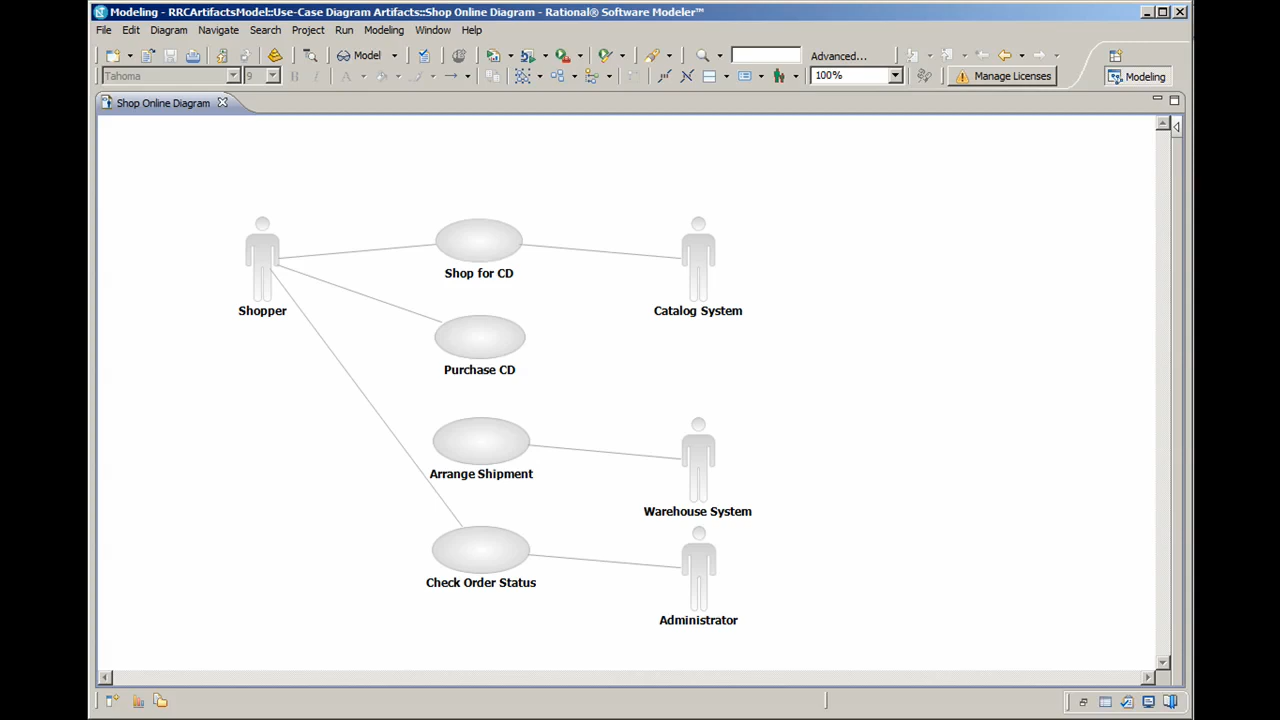 Modeling - RRCArtifactsModel::Use-Case Diagram Artifacts::Shop Online Diagram - Rational® Software Modeler™
File Edit Diagram Navigate Search Project Run Modeling Window Help
Model Advanced...
Tahoma 9 B I A 100% Manage Licenses Modeling
Shop Online Diagram
Shop for CD
Shopper Catalog System
Purchase CD
Arrange Shipment
Warehouse System
Check Order Status
Administrator